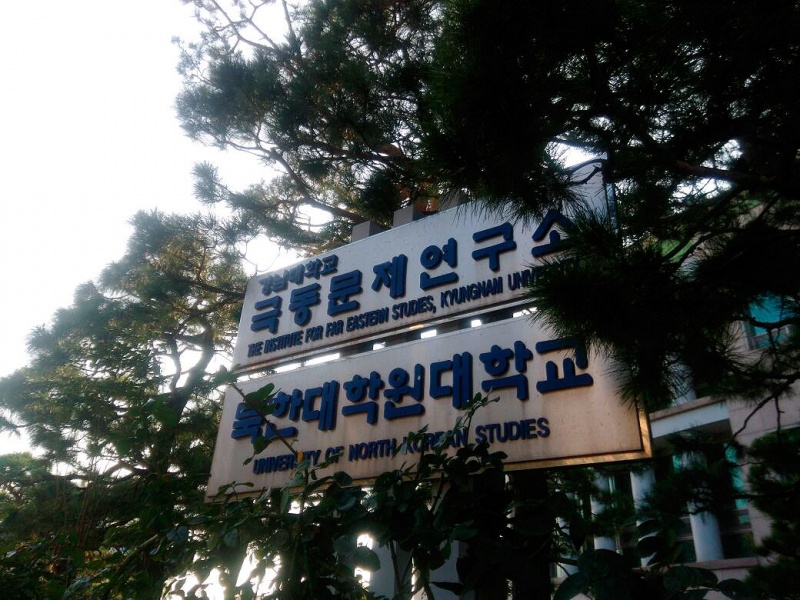 경남대학교
극동문제연구소
THE INSTITUTE FOR FAR EASTERN STUDIES, KYUNGNAM
북한대학원대학교
UNIVERSITY OF NORTH KOREAN STUDIES